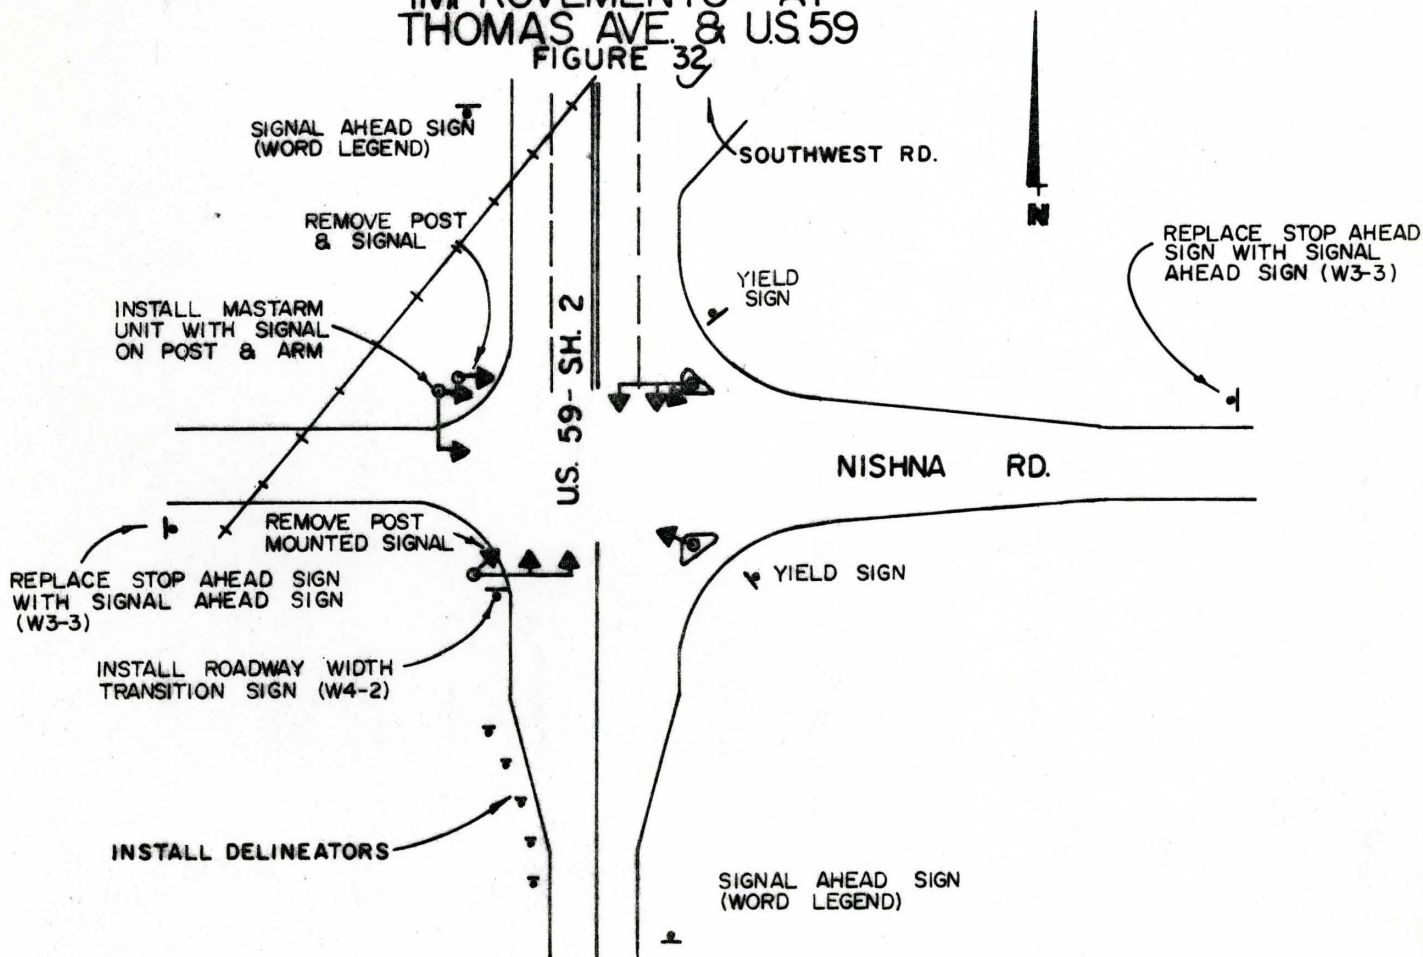 IMPROVEMENTS AT
THOMAS AVE. & U.S. 59
FIGURE 32
SIGNAL AHEAD SIGN
(WORD LEGEND)
SOUTHWEST RD.
N
REMOVE POST
& SIGNAL
REPLACE STOP AHEAD
SIGN WITH SIGNAL
AHEAD SIGN (W3-3)
YIELD
SIGN
INSTALL MASTARM
UNIT WITH SIGNAL
ON POST & ARM
U.S. 59- SH. 2
NISHNA RD.
REMOVE POST
MOUNTED SIGNAL
REPLACE STOP AHEAD SIGN
WITH SIGNAL AHEAD SIGN
(W3-3)
YIELD SIGN
INSTALL ROADWAY WIDTH
TRANSITION SIGN (W4-2)
INSTALL DELINEATORS
SIGNAL AHEAD SIGN
(WORD LEGEND)